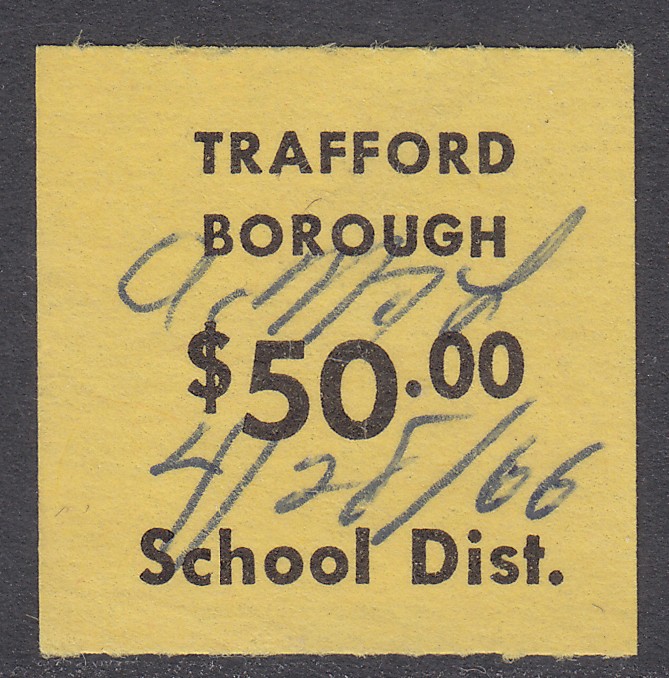 TRAFFORD
BOROUGH
$50.00
4/28/66
School Dist.